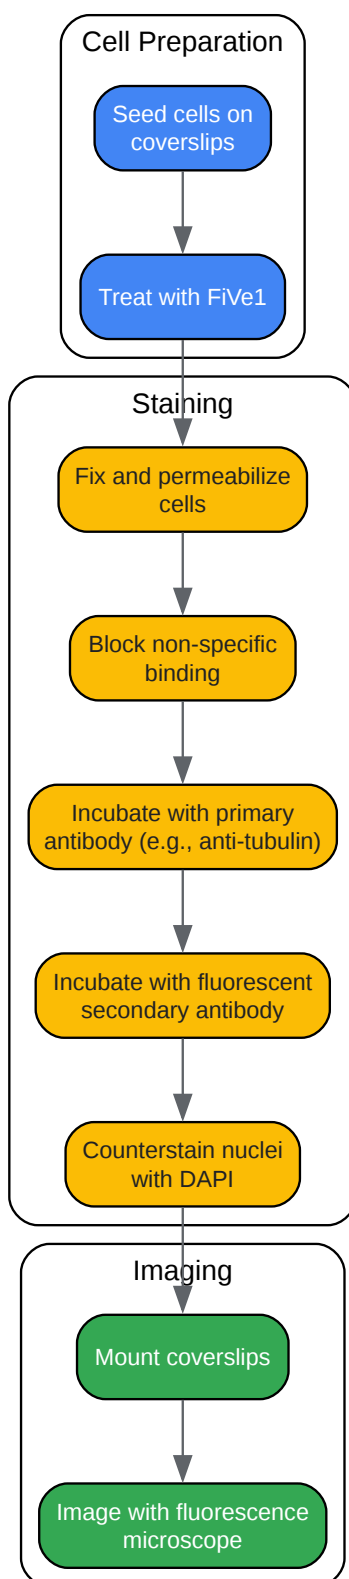 Cell Preparation
Seed cells on
coverslips
Treat with FiVe1
Staining
Fix and permeabilize
cells
Block non-specific
binding
Incubate with primary
antibody (e.g., anti-tubulin)
Incubate with fluorescent
secondary antibody
Counterstain nuclei
with DAPI
Imaging
Mount coverslips
Image with fluorescence
microscope